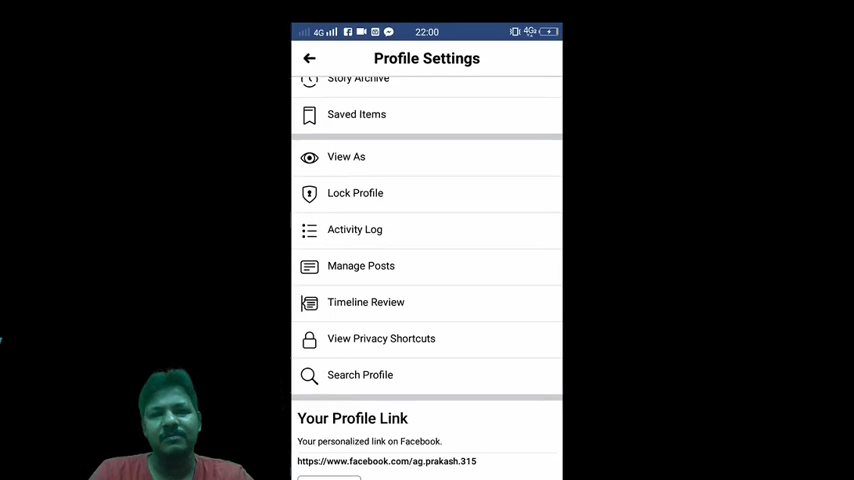 4G 22:00 4G
Profile Settings
Story Archive
Saved Items
View As
Lock Profile
Activity Log
Manage Posts
Timeline Review
View Privacy Shortcuts
Search Profile
Your Profile Link
Your personalized link on Facebook.
https://www.facebook.com/ag.prakash.315